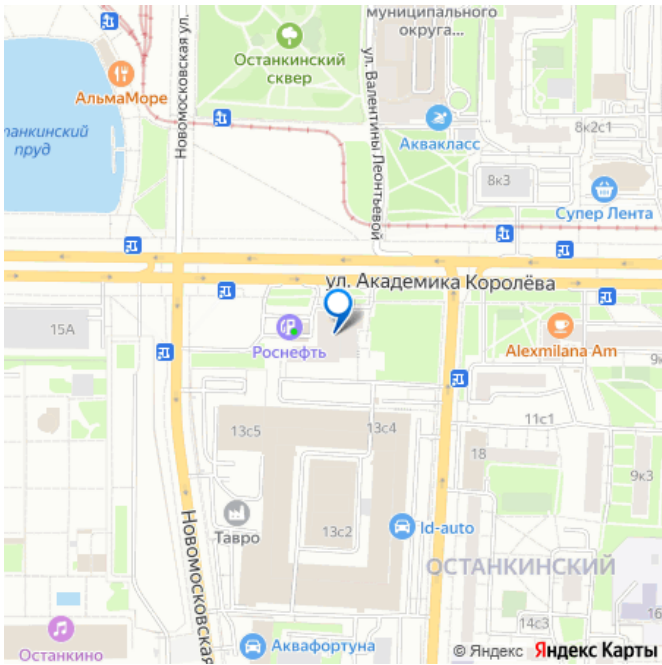 муниципального
округа...
Новомосковская ул.
Останкинский
сквер
ул. Валентины Леонтьевой
АльмаМоре
Аквакласс
8к2с1
танкинский
пруд
8к3
Супер Лента
ул. Академика Королёва
15А
Роснефть
Alexmilana Am
9к
11с1
13с5
13с4
18
9к3
Тавро
13с2
Id-auto
Новомосковская
ОСТАНКИНСКИЙ
16
14с3
Останкино
Аквафортуна
© Яндекс Яндекс Карты